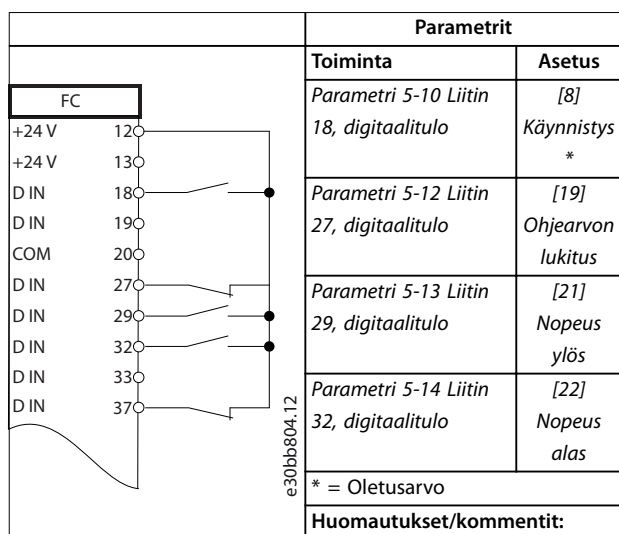 Parametrit
Toiminta Asetus
FC
+24 V 12
+24 V 13
D IN 18
D IN 19
COM 20
D IN 27
D IN 29
D IN 32
D IN 33
D IN 37
e30bb804.12
Parametri 5-10 Liitin
18, digitaalitulo
[8]
Käynnistys
*
Parametri 5-12 Liitin
27, digitaalitulo
[19]
Ohjearvon
lukitus
Parametri 5-13 Liitin
29, digitaalitulo
[21]
Nopeus
ylös
Parametri 5-14 Liitin
32, digitaalitulo
[22]
Nopeus
alas
* = Oletusarvo
Huomautukset/kommentit: